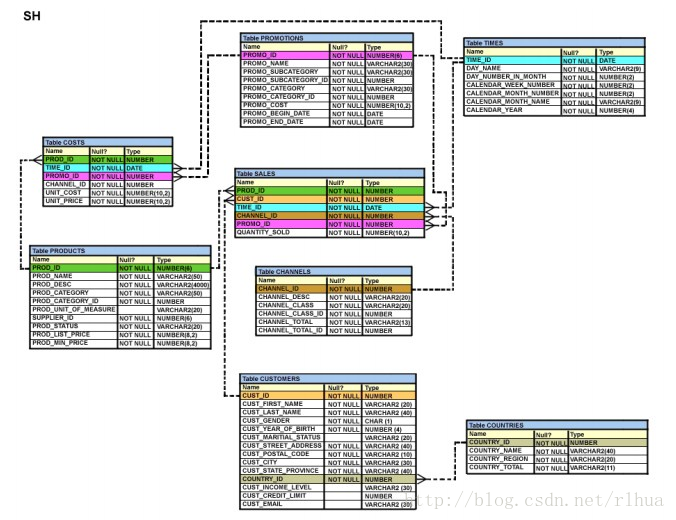 SH
Table PROMOTIONS
Name Null? Type
PROMO_ID NOT NULL NUMBER(6)
PROMO_NAME NOT NULL VARCHAR2(30)
PROMO_SUBCATEGORY NOT NULL VARCHAR2(30)
PROMO_SUBCATEGORY_ID NOT NULL NUMBER
PROMO_CATEGORY NOT NULL VARCHAR2(30)
PROMO_CATEGORY_ID NOT NULL NUMBER
PROMO_COST NOT NULL NUMBER(10,2)
PROMO_BEGIN_DATE NOT NULL DATE
PROMO_END_DATE NOT NULL DATE
Table TIMES
Name Null? Type
TIME_ID NOT NULL DATE
DAY_NAME NOT NULL VARCHAR2(9)
DAY_NUMBER_IN_MONTH NOT NULL NUMBER(2)
CALENDAR_WEEK_NUMBER NOT NULL NUMBER(2)
CALENDAR_MONTH_NUMBER NOT NULL NUMBER(2)
CALENDAR_MONTH_NAME NOT NULL VARCHAR2(9)
CALENDAR_YEAR NOT NULL NUMBER(4)
Table COSTS
Name Null? Type
PROD_ID NOT NULL NUMBER
TIME_ID NOT NULL DATE
PROMO_ID NOT NULL NUMBER
CHANNEL_ID NOT NULL NUMBER
UNIT_COST NOT NULL NUMBER(10,2)
UNIT_PRICE NOT NULL NUMBER(10,2)
Table SALES
Name Null? Type
PROD_ID NOT NULL NUMBER
CUST_ID NOT NULL NUMBER
TIME_ID NOT NULL DATE
CHANNEL_ID NOT NULL NUMBER
PROMO_ID NOT NULL NUMBER
QUANTITY_SOLD NOT NULL NUMBER(10,2)
Table PRODUCTS
Name Null? Type
PROD_ID NOT NULL NUMBER(6)
PROD_NAME NOT NULL VARCHAR2(50)
PROD_DESC NOT NULL VARCHAR2(4000)
PROD_CATEGORY NOT NULL VARCHAR2(50)
PROD_CATEGORY_ID NOT NULL NUMBER
PROD_UNIT_OF_MEASURE VARCHAR2(20)
SUPPLIER_ID NOT NULL NUMBER(6)
PROD_STATUS NOT NULL VARCHAR2(20)
PROD_LIST_PRICE NOT NULL NUMBER(8,2)
PROD_MIN_PRICE NOT NULL NUMBER(8,2)
Table CHANNELS
Name Null? Type
CHANNEL_ID NOT NULL NUMBER
CHANNEL_DESC NOT NULL VARCHAR2(20)
CHANNEL_CLASS NOT NULL VARCHAR2(20)
CHANNEL_CLASS_ID NOT NULL NUMBER
CHANNEL_TOTAL NOT NULL VARCHAR2(13)
CHANNEL_TOTAL_ID NOT NULL NUMBER
Table CUSTOMERS
Name Null? Type
CUST_ID NOT NULL NUMBER
CUST_FIRST_NAME NOT NULL VARCHAR2 (20)
CUST_LAST_NAME NOT NULL VARCHAR2 (40)
CUST_GENDER NOT NULL CHAR (1)
CUST_YEAR_OF_BIRTH NOT NULL NUMBER (4)
CUST_MARITIAL_STATUS VARCHAR2 (20)
CUST_STREET_ADDRESS NOT NULL VARCHAR2 (40)
CUST_POSTAL_CODE NOT NULL VARCHAR2 (10)
CUST_CITY NOT NULL VARCHAR2 (30)
CUST_STATE_PROVINCE NOT NULL VARCHAR2 (40)
COUNTRY_ID NOT NULL NUMBER
CUST_INCOME_LEVEL VARCHAR2 (30)
CUST_CREDIT_LIMIT NUMBER
CUST_EMAIL VARCHAR2 (30)
Table COUNTRIES
Name Null? Type
COUNTRY_ID NOT NULL NUMBER
COUNTRY_NAME NOT NULL VARCHAR2(40)
COUNTRY_REGION NOT NULL VARCHAR2(20)
COUNTRY_TOTAL NOT NULL VARCHAR2(11)
http://blog.csdn.net/rlhua